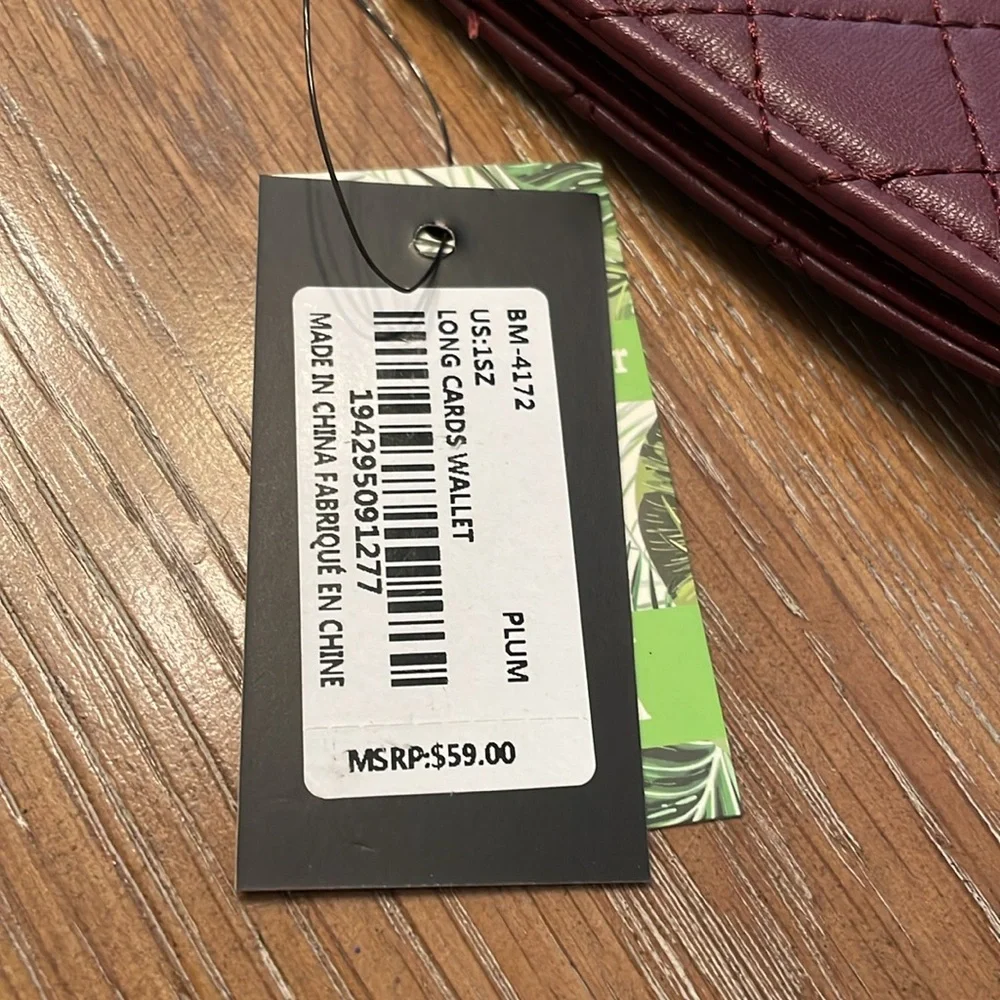 BM-4172 PLUM
US:1SZ
LONG CARDS WALLET
194295091277
MADE IN CHINA FABRIQUÉ EN CHINE
MSRP:$59.00